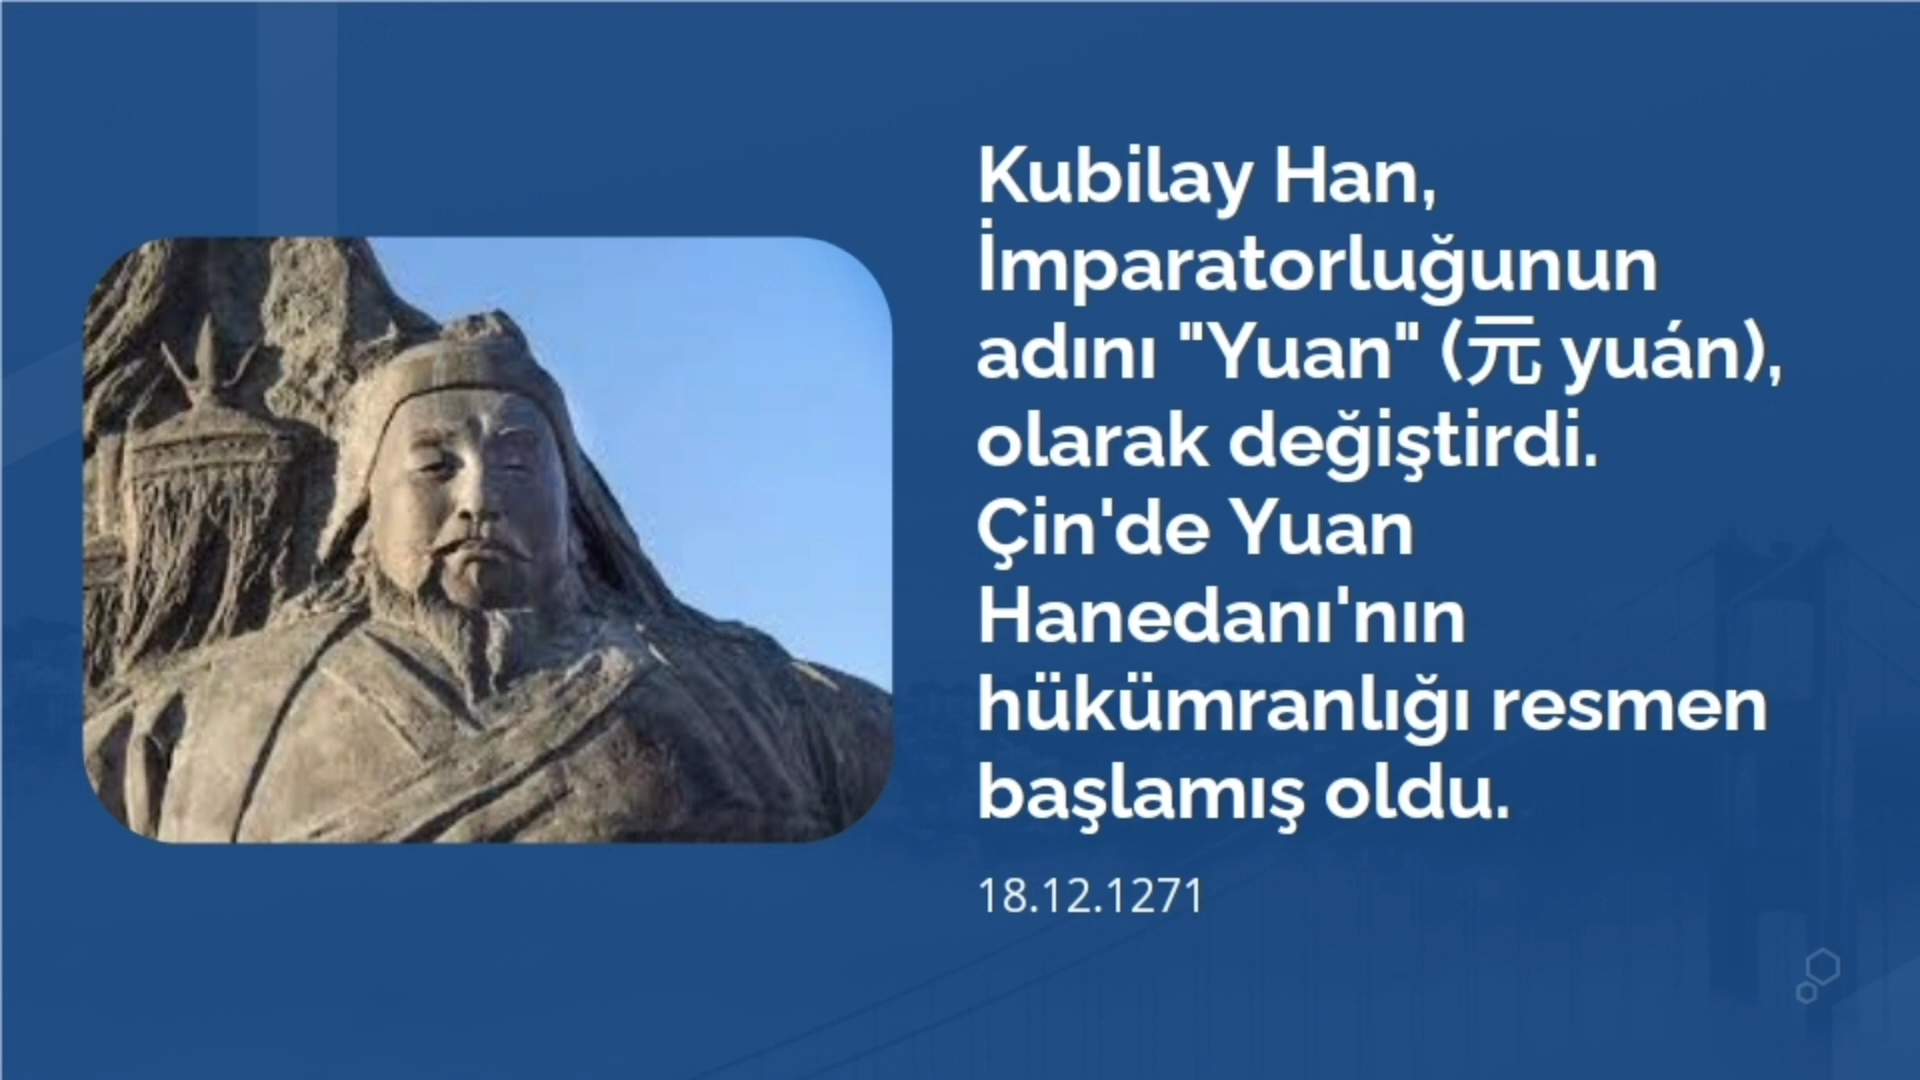 Kubilay Han,
İmparatorluğunun
adını "Yuan" (元 yuán),
olarak değiştirdi.
Çin'de Yuan
Hanedanı'nın
hükümranlığı resmen
başlamış oldu.
18.12.1271